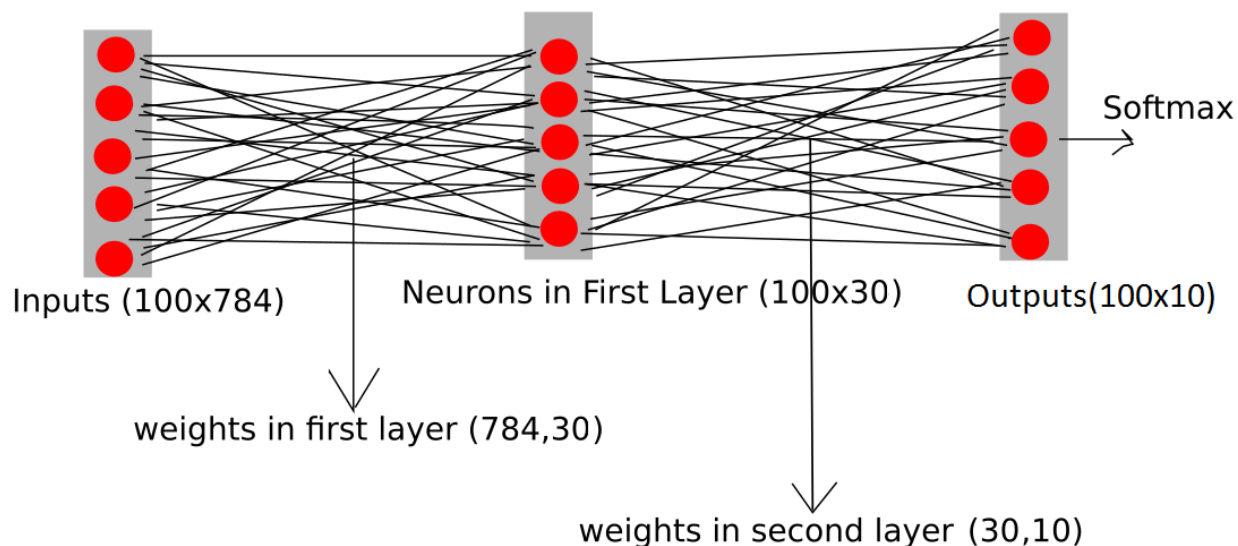 Softmax
Inputs (100x784)
Neurons in First Layer (100x30)
Outputs(100x10)
weights in first layer (784,30)
weights in second layer (30,10)